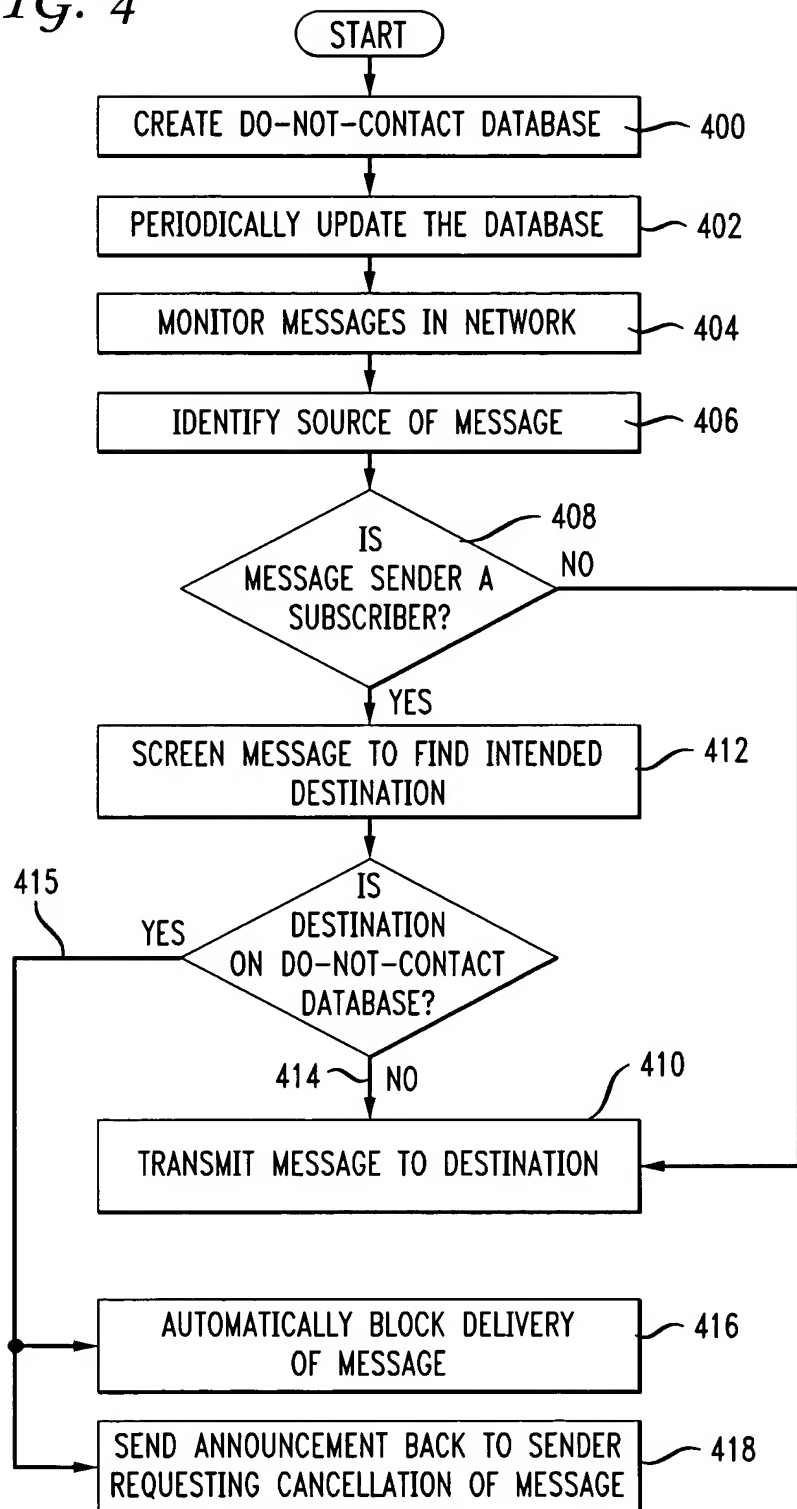 FIG. 4
START
CREATE DO-NOT-CONTACT DATABASE
400
PERIODICALLY UPDATE THE DATABASE
402
MONITOR MESSAGES IN NETWORK
404
IDENTIFY SOURCE OF MESSAGE
406
408
IS
MESSAGE SENDER A
SUBSCRIBER?
NO
YES
SCREEN MESSAGE TO FIND INTENDED
DESTINATION
412
415
YES
IS
DESTINATION
ON DO-NOT-CONTACT
DATABASE?
414
NO
410
TRANSMIT MESSAGE TO DESTINATION
AUTOMATICALLY BLOCK DELIVERY
OF MESSAGE
416
SEND ANNOUNCEMENT BACK TO SENDER
REQUESTING CANCELLATION OF MESSAGE
418